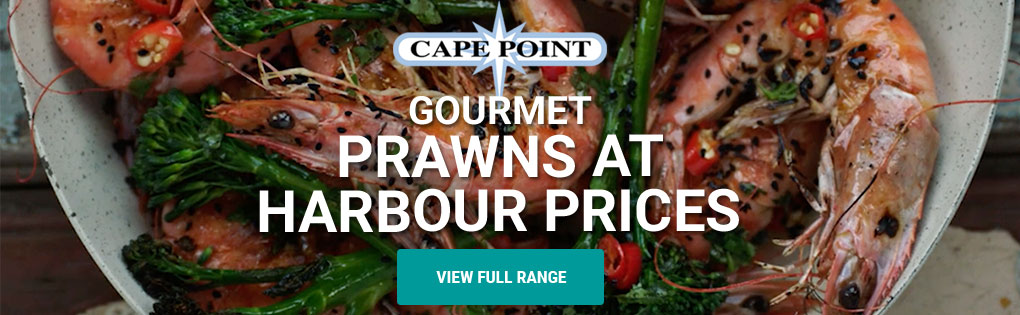 CAPE POINT
GOURMET
PRAWNS AT
HARBOUR PRICES
VIEW FULL RANGE